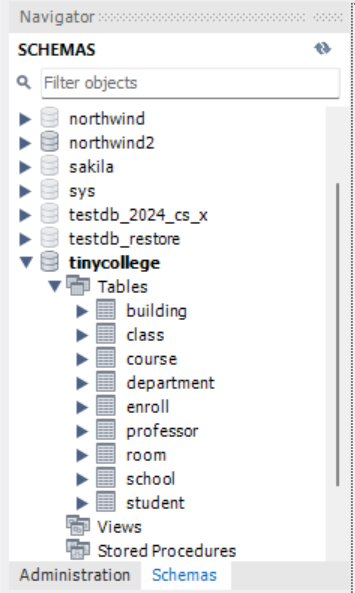 Navigator
SCHEMAS
Filter objects
northwind
northwind2
sakila
sys
testdb_2024_cs_x
testdb_restore
tinycollege
Tables
building
class
course
department
enroll
professor
room
school
student
Views
Stored Procedures
Administration Schemas